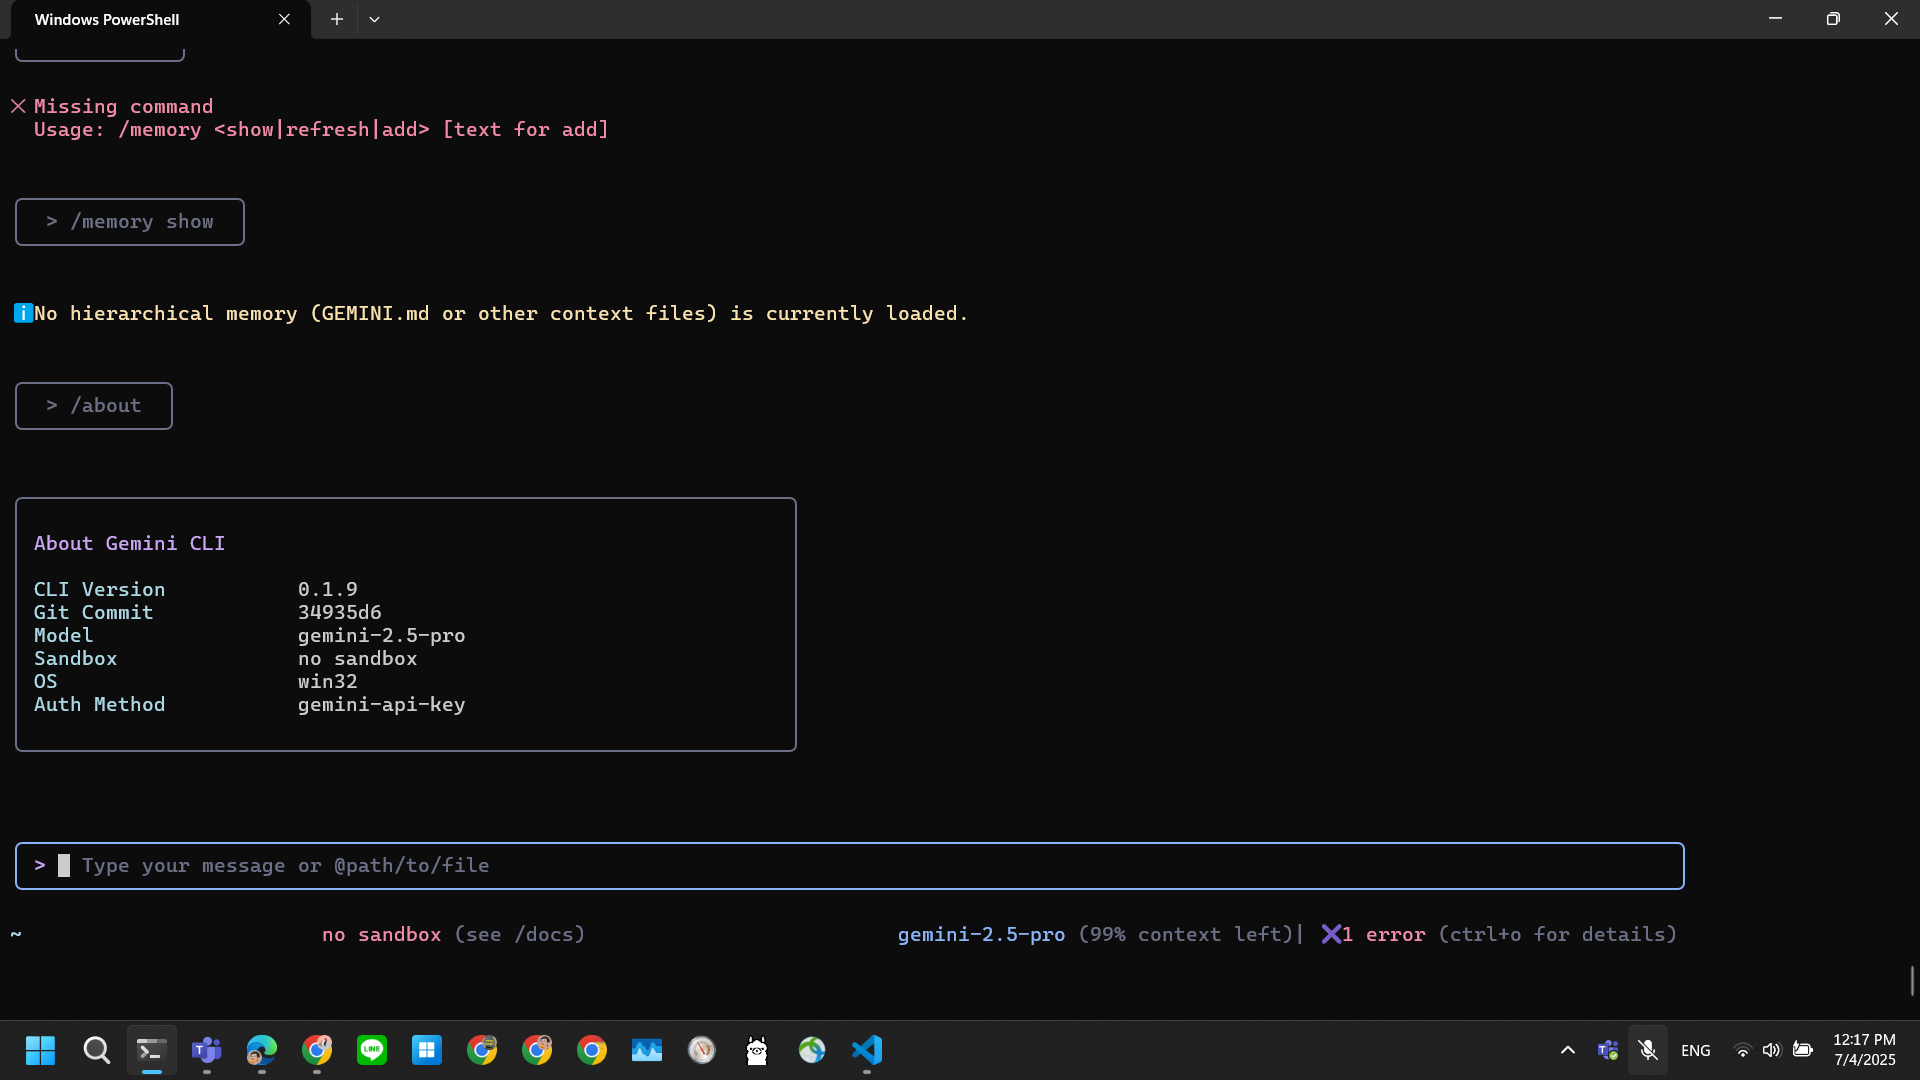 Windows PowerShell
Missing command
Usage: /memory <show|refresh|add> [text for add]
> /memory show
No hierarchical memory (GEMINI.md or other context files) is currently loaded.
> /about
About Gemini CLI
CLI Version 0.1.9
Git Commit 34935d6
Model gemini-2.5-pro
Sandbox no sandbox
OS win32
Auth Method gemini-api-key
> Type your message or @path/to/file
~ no sandbox (see /docs) gemini-2.5-pro (99% context left)| ✖1 error (ctrl+o for details)
LINE
ENG
12:17 PM
7/4/2025